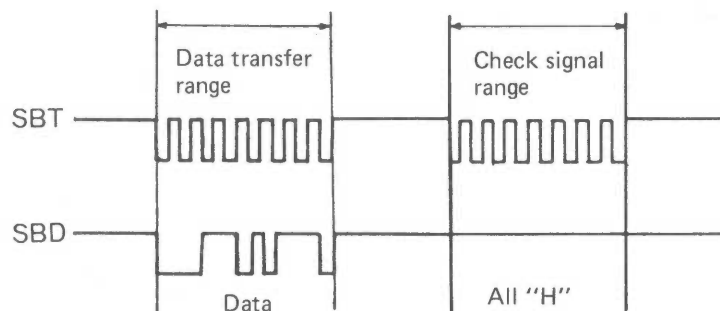 Data transfer
range
Check signal
range
SBT
SBD
Data
All "H"